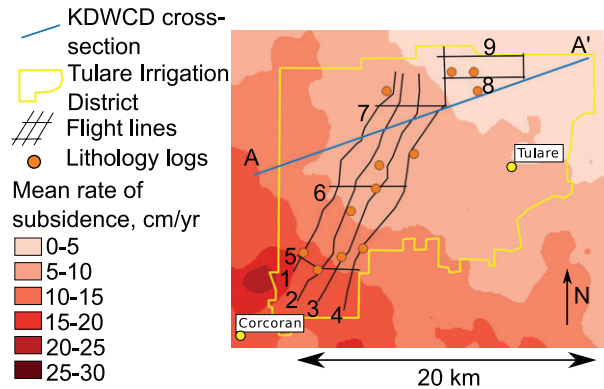 KDWCD cross-
section
Tulare Irrigation
District
Flight lines
Lithology logs
Mean rate of
subsidence, cm/yr
0-5
5-10
10-15
15-20
20-25
25-30
A'
9
8
7
A
Tulare
6
5
1
2
3
4
N
Corcoran
20 km